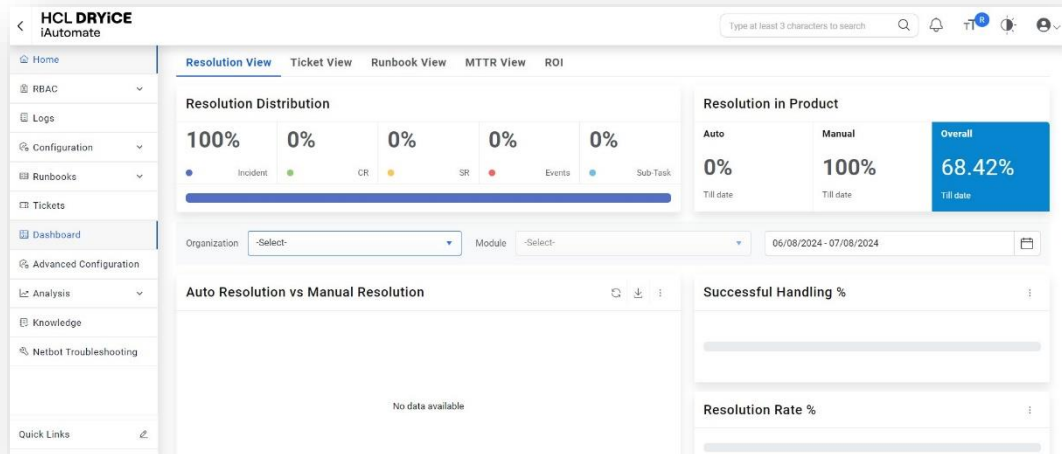 HCL DRYiCE
iAutomate
Type at least 3 characters to search
R
Home
RBAC
Logs
Configuration
Runbooks
Tickets
Dashboard
Advanced Configuration
Analysis
Knowledge
Netbot Troubleshooting
Quick Links
Resolution View Ticket View Runbook View MTTR View ROI
Resolution Distribution
100% 0% 0% 0% 0%
Incident CR SR Events Sub-Task
Resolution in Product
Auto Manual Overall
0% 100% 68.42%
Till date Till date Till date
Organization -Select- Module -Select- 06/08/2024 - 07/08/2024
Auto Resolution vs Manual Resolution
No data available
Successful Handling %
Resolution Rate %